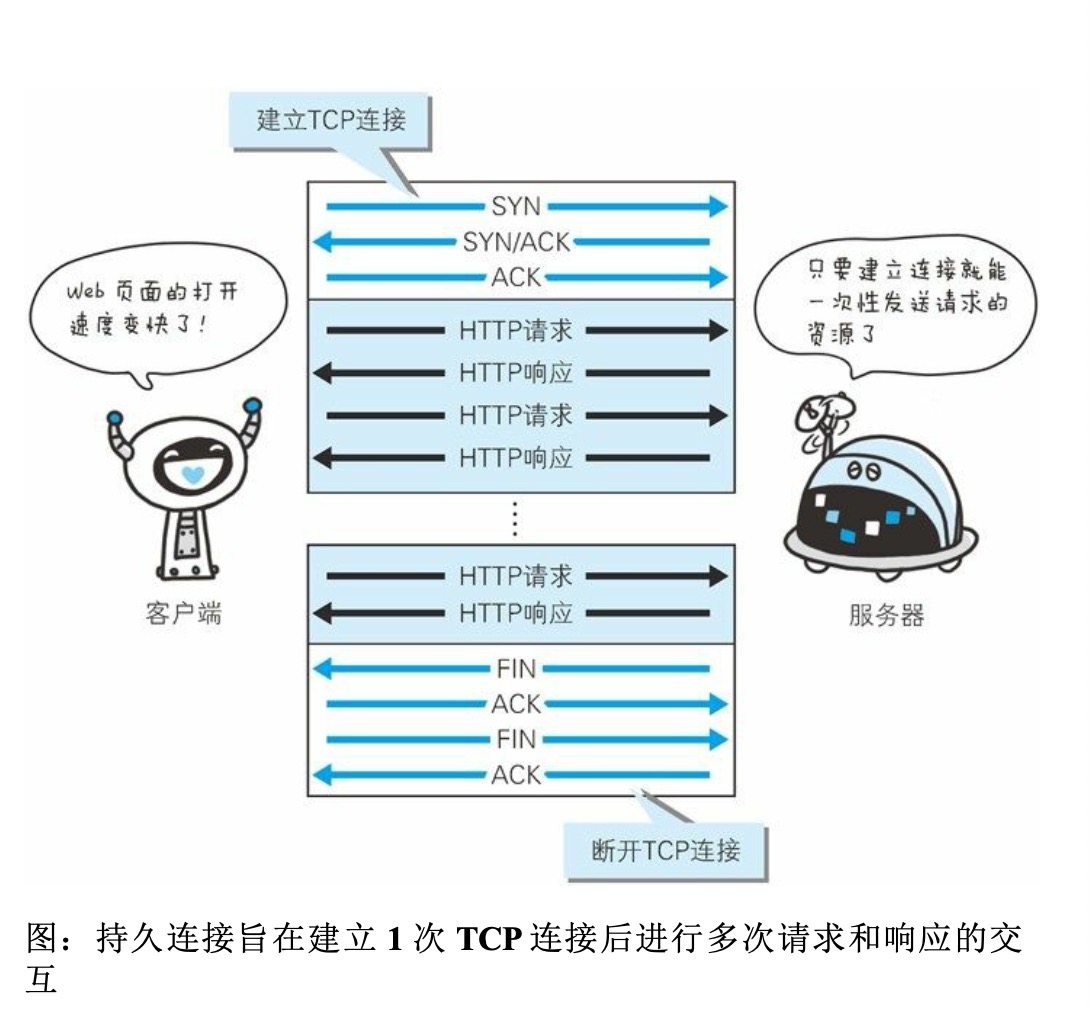 建立TCP连接
SYN
SYN/ACK
ACK
Web 页面的打开
速度变快了!
只要建立连接就能
一次性发送请求的
资源了
HTTP请求
HTTP响应
HTTP请求
HTTP响应
HTTP请求
HTTP响应
客户端
服务器
FIN
ACK
FIN
ACK
断开TCP连接
图：持久连接旨在建立 1 次 TCP 连接后进行多次请求和响应的交
互